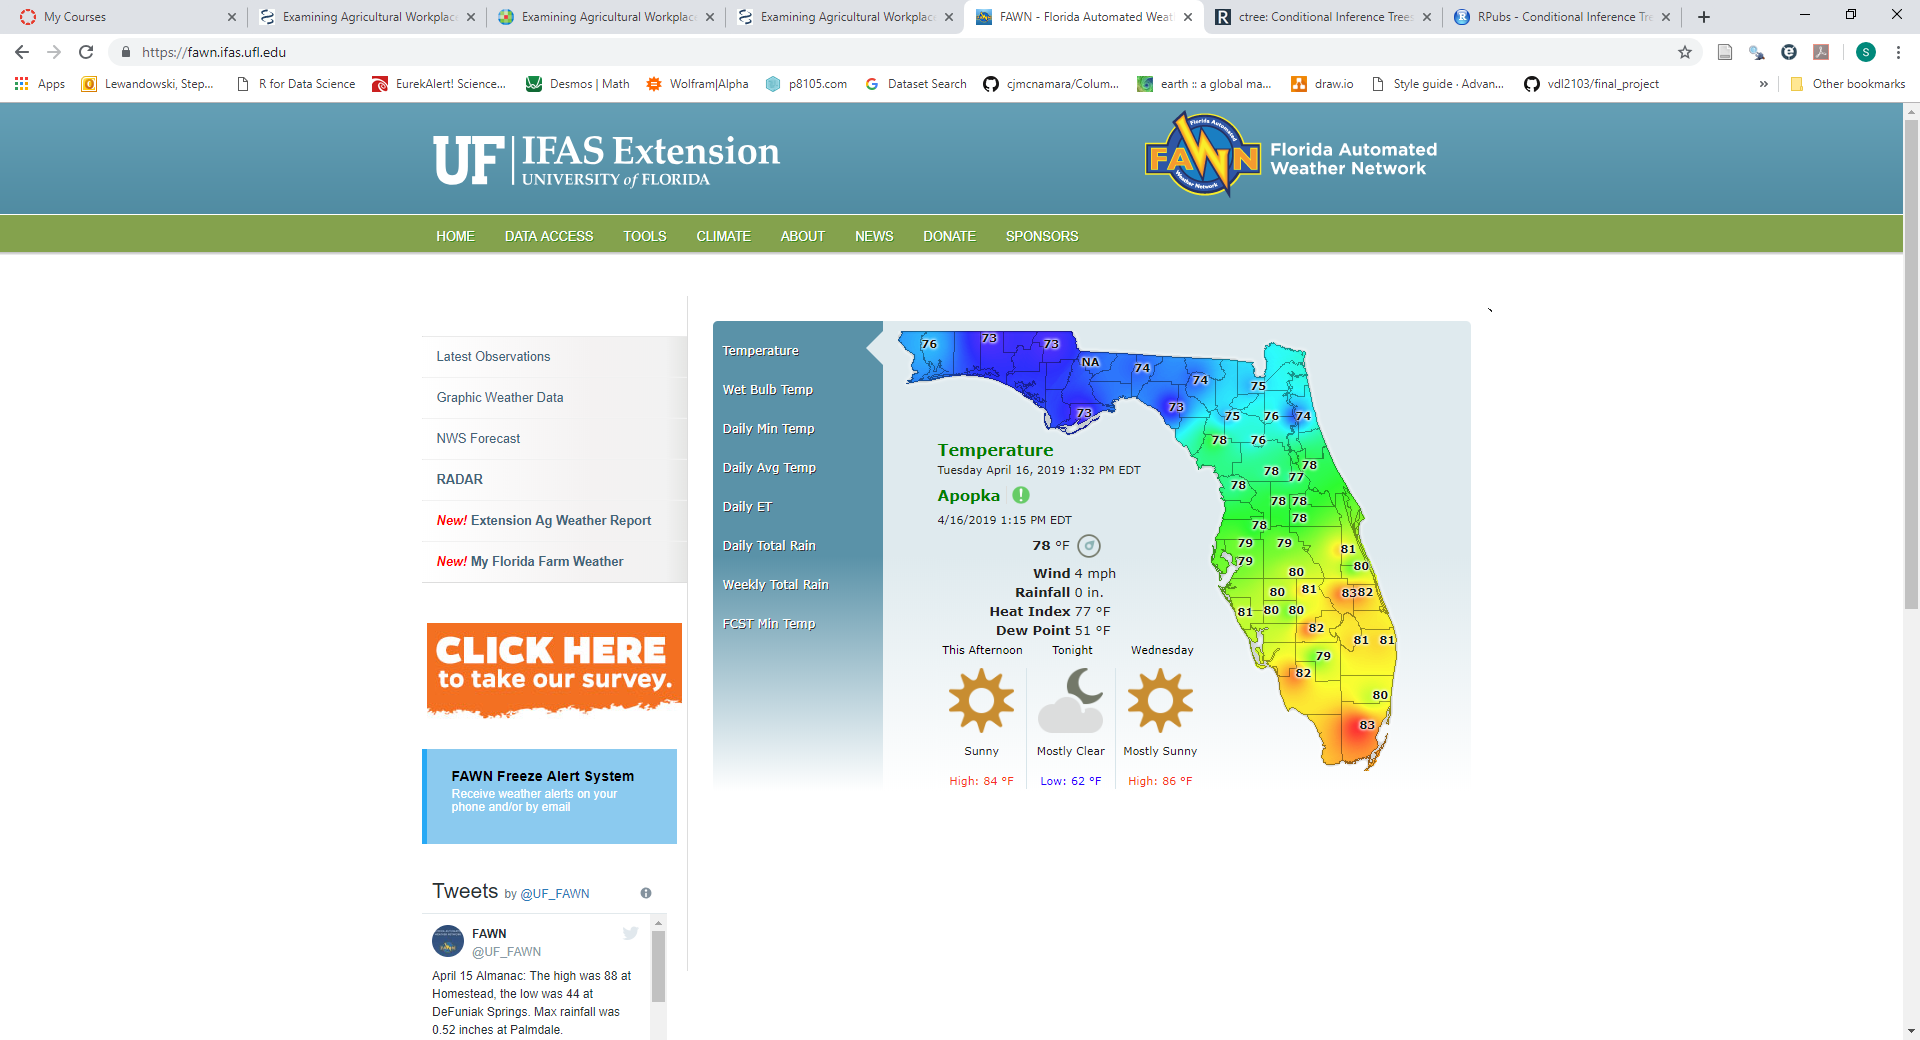 My Courses
Examining Agricultural Workplac
Examining Agricultural Workplac
Examining Agricultural Workplac
FAWN - Florida Automated Weat
ctree: Conditional Inference Trees
RPubs - Conditional Inference Tre
https://fawn.ifas.ufl.edu
S
Apps
Lewandowski, Step...
R for Data Science
EurekAlert! Science...
Desmos | Math
Wolfram|Alpha
p8105.com
Dataset Search
cjmcnamara/Colum...
earth :: a global ma...
draw.io
Style guide · Advan...
vdl2103/final_project
»
Other bookmarks
UF IFAS Extension
UNIVERSITY of FLORIDA
Florida Automated
FAWN
Weather Network
Florida Automated
Weather Network
HOME DATA ACCESS TOOLS CLIMATE ABOUT NEWS DONATE SPONSORS
Latest Observations
Graphic Weather Data
NWS Forecast
RADAR
New! Extension Ag Weather Report
New! My Florida Farm Weather
CLICK HERE
to take our survey.
FAWN Freeze Alert System
Receive weather alerts on your
phone and/or by email
Tweets by @UF_FAWN
FAWN
@UF_FAWN
April 15 Almanac: The high was 88 at
Homestead, the low was 44 at
DeFuniak Springs. Max rainfall was
0.52 inches at Palmdale.
Temperature
Wet Bulb Temp
Daily Min Temp
Daily Avg Temp
Daily ET
Daily Total Rain
Weekly Total Rain
FCST Min Temp
76 73 73
NA 74 74 75
73 73 75 76 74
78 76
78 78 77
78 78 78
78 78
79 79 81
79 80 80
80 81 83 82
81 80 80
82 81 81
79
82
80
83
Temperature
Tuesday April 16, 2019 1:32 PM EDT
Apopka
4/16/2019 1:15 PM EDT
78 °F
Wind 4 mph
Rainfall 0 in.
Heat Index 77 °F
Dew Point 51 °F
This Afternoon Tonight Wednesday
Sunny Mostly Clear Mostly Sunny
High: 84 °F Low: 62 °F High: 86 °F